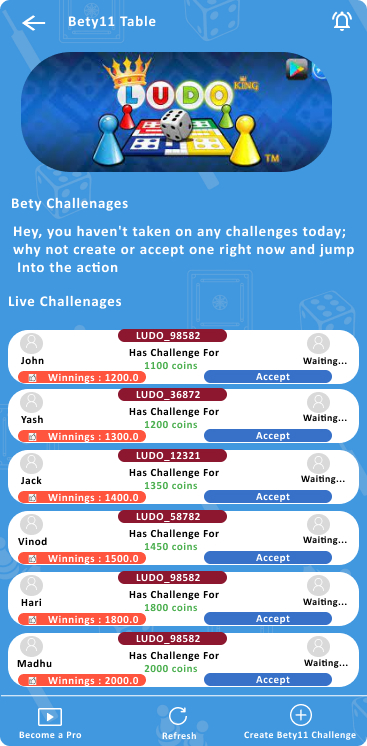 Bety11 Table
LUDO
KING
TM
Bety Challenages
Hey, you haven't taken on any challenges today;
why not create or accept one right now and jump
Into the action
Live Challenages
LUDO_98582
John
Has Challenge For
1100 coins
Waiting...
Winnings : 1200.0
Accept
LUDO_36872
Yash
Has Challenge For
1200 coins
Waiting...
Winnings : 1300.0
Accept
LUDO_12321
Jack
Has Challenge For
1350 coins
Waiting...
Winnings : 1400.0
Accept
LUDO_58782
Vinod
Has Challenge For
1450 coins
Waiting...
Winnings : 1500.0
Accept
LUDO_98582
Hari
Has Challenge For
1800 coins
Waiting...
Winnings : 1800.0
Accept
LUDO_98582
Madhu
Has Challenge For
2000 coins
Waiting...
Winnings : 2000.0
Accept
Become a Pro
Refresh
Create Bety11 Challenge